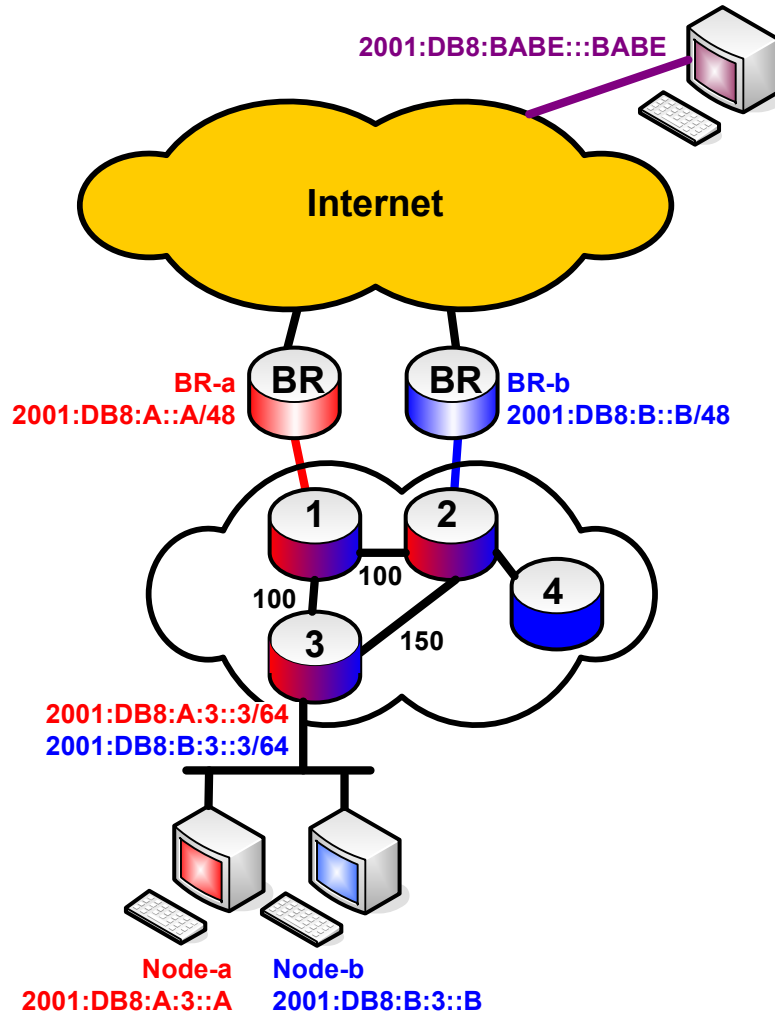 2001:DB8:BABE:::BABE
Internet
BR
BR
BR-a
2001:DB8:A::A/48
BR-b
2001:DB8:B::B/48
1
2
100
4
100
3
150
2001:DB8:A:3::3/64
2001:DB8:B:3::3/64
Node-a
2001:DB8:A:3::A
Node-b
2001:DB8:B:3::B